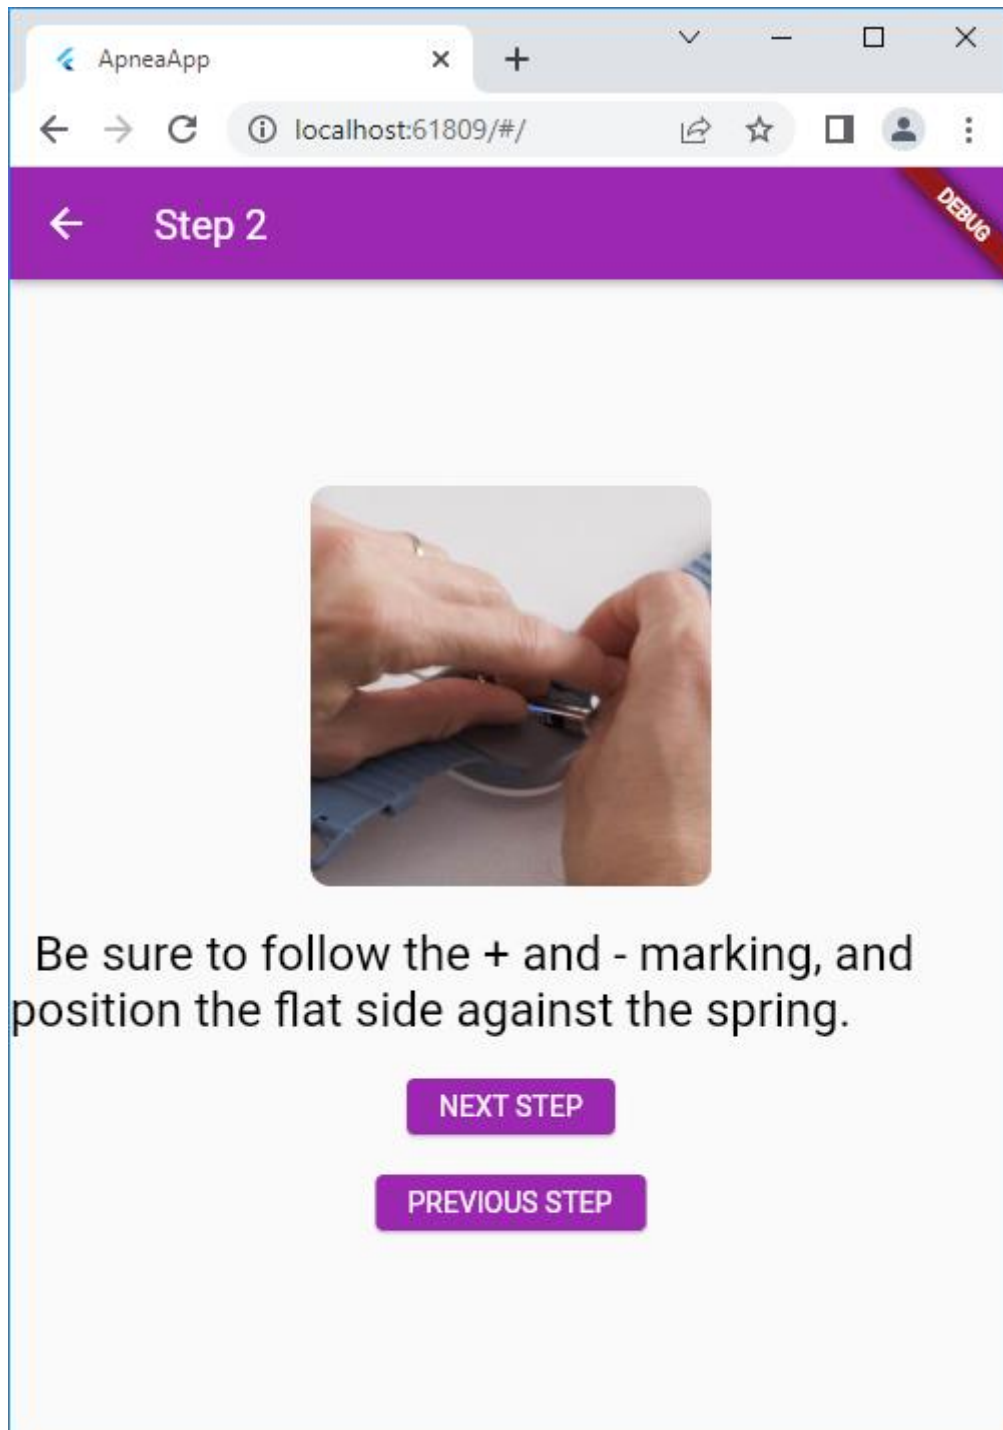 ApneaApp
localhost:61809/#/
Step 2
DEBUG
Be sure to follow the + and - marking, and
position the flat side against the spring.
NEXT STEP
PREVIOUS STEP